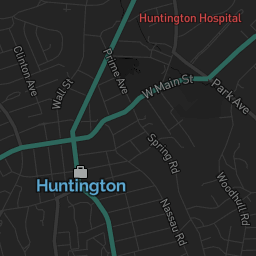 Huntington Hospital
Clinton Ave
Wall St
Prime Ave
W Main St
Park Ave
Spring Rd
Huntington
Woodhull Rd
Nassau Rd